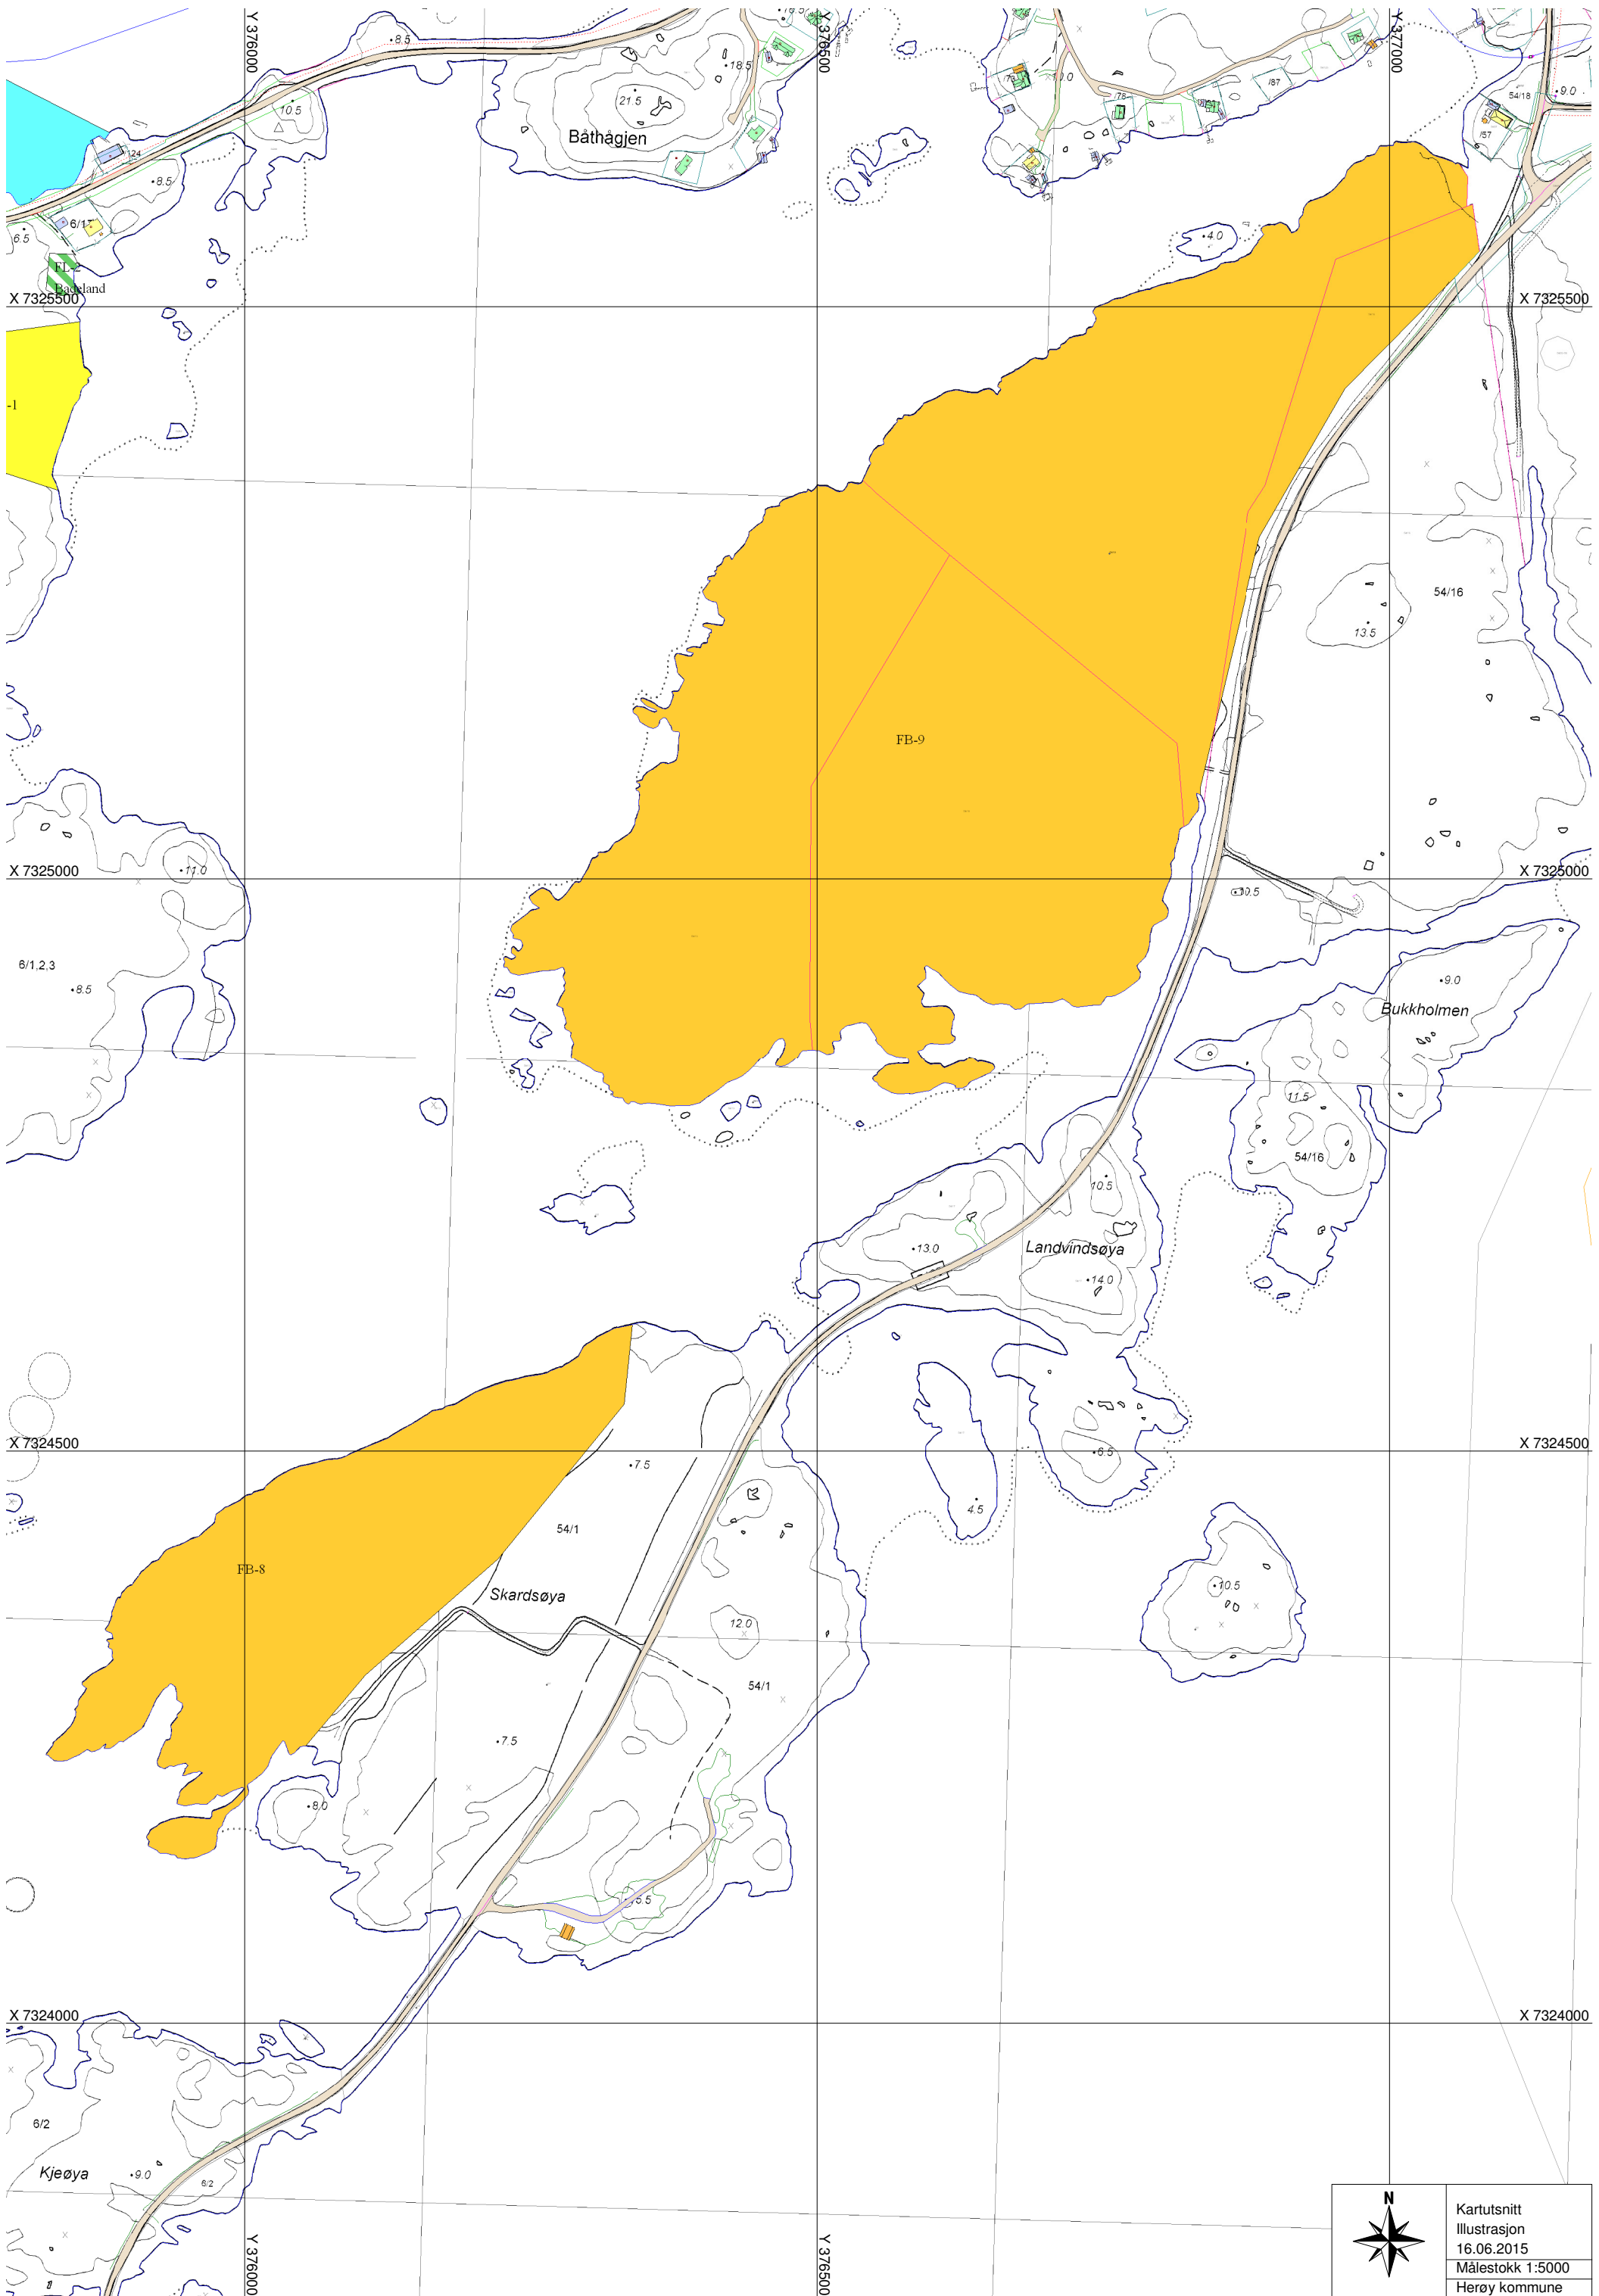 Y 376000
Y 376500
Y 377000
8.5
18.5
10.5
21.5
Båthågjen
/78
/87
54/18
9.0
/57
124
8.5
6/17
6.5
4.0
FL-2
Badeland
X 7325500
X 7325500
-1
54/16
13.5
FB-9
11.0
X 7325000
X 7325000
6/1,2,3
8.5
9.0
Bukkholmen
11.5
54/16
10.5
13.0
Landvindsøya
14.0
X 7324500
X 7324500
6.5
7.5
4.5
54/1
FB-8
10.5
Skardsøya
12.0
54/1
7.5
8.0
X 7324000
X 7324000
6/2
Kjeøya
9.0
6/2
Y 376000
Y 376500
N
Kartutsnitt
Illustrasjon
16.06.2015
Målestokk 1:5000
Herøy kommune